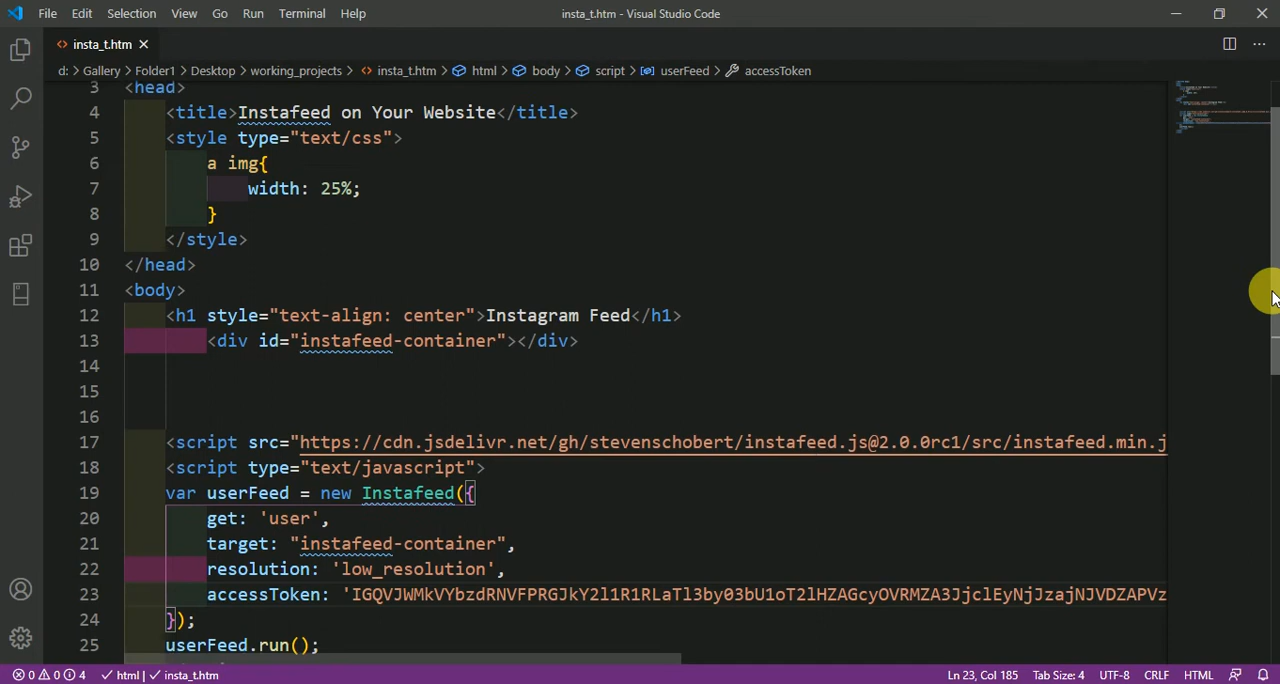 File Edit Selection View Go Run Terminal Help
insta_t.htm - Visual Studio Code
insta_t.htm
d: > Gallery > Folder1 > Desktop > working_projects > insta_t.htm > html > body > script > userFeed > accessToken
3 <head>
4 <title>Instafeed on Your Website</title>
5 <style type="text/css">
6 a img{
7 width: 25%;
8 }
9 </style>
10 </head>
11 <body>
12 <h1 style="text-align: center">Instagram Feed</h1>
13 <div id="instafeed-container"></div>
14
15
16
17 <script src="https://cdn.jsdelivr.net/gh/stevenschobert/instafeed.js@2.0.0rc1/src/instafeed.min.j
18 <script type="text/javascript">
19 var userFeed = new Instafeed({
20 get: 'user',
21 target: "instafeed-container",
22 resolution: 'low_resolution',
23 accessToken: 'IGQVJWMkVYbzdRNVFPRGJkY2l1R1RLaTl3by03bU1oT2lHZAGcyOVRMZA3JjclEyNjJzajNJVDZAPVz
24 });
25 userFeed.run();
0 0 4 html | insta_t.htm
Ln 23, Col 185 Tab Size: 4 UTF-8 CRLF HTML